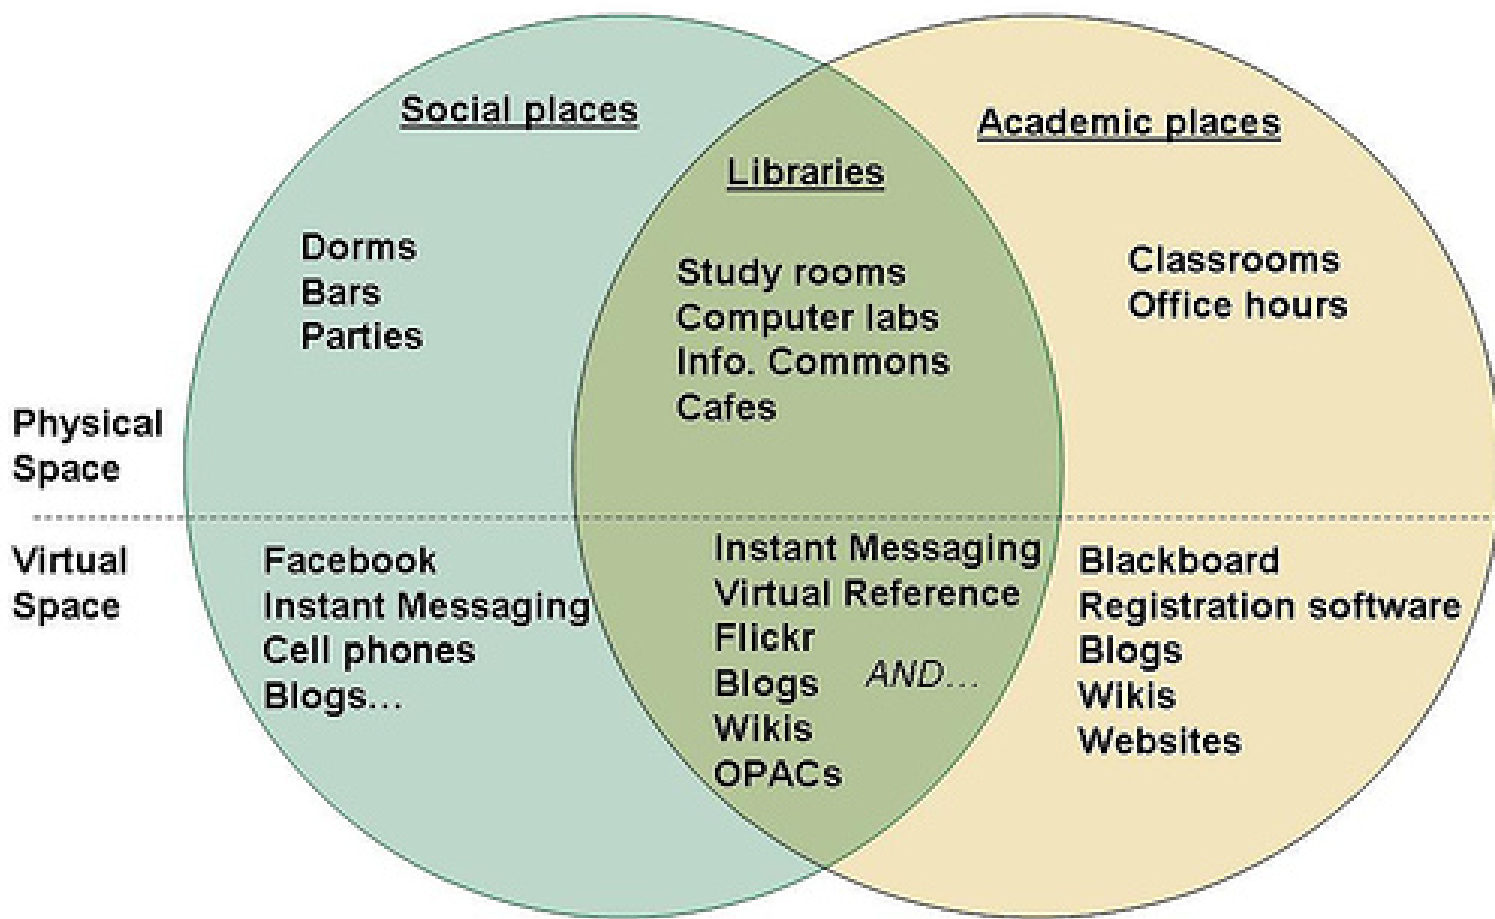 Social places
Dorms
Bars
Parties
Libraries
Study rooms
Computer labs
Info. Commons
Cafes
Academic places
Classrooms
Office hours
Physical
Space
Virtual
Space
Facebook
Instant Messaging
Cell phones
Blogs...
Instant Messaging
Virtual Reference
Flickr
Blogs AND...
Wikis
OPACs
Blackboard
Registration software
Blogs
Wikis
Websites